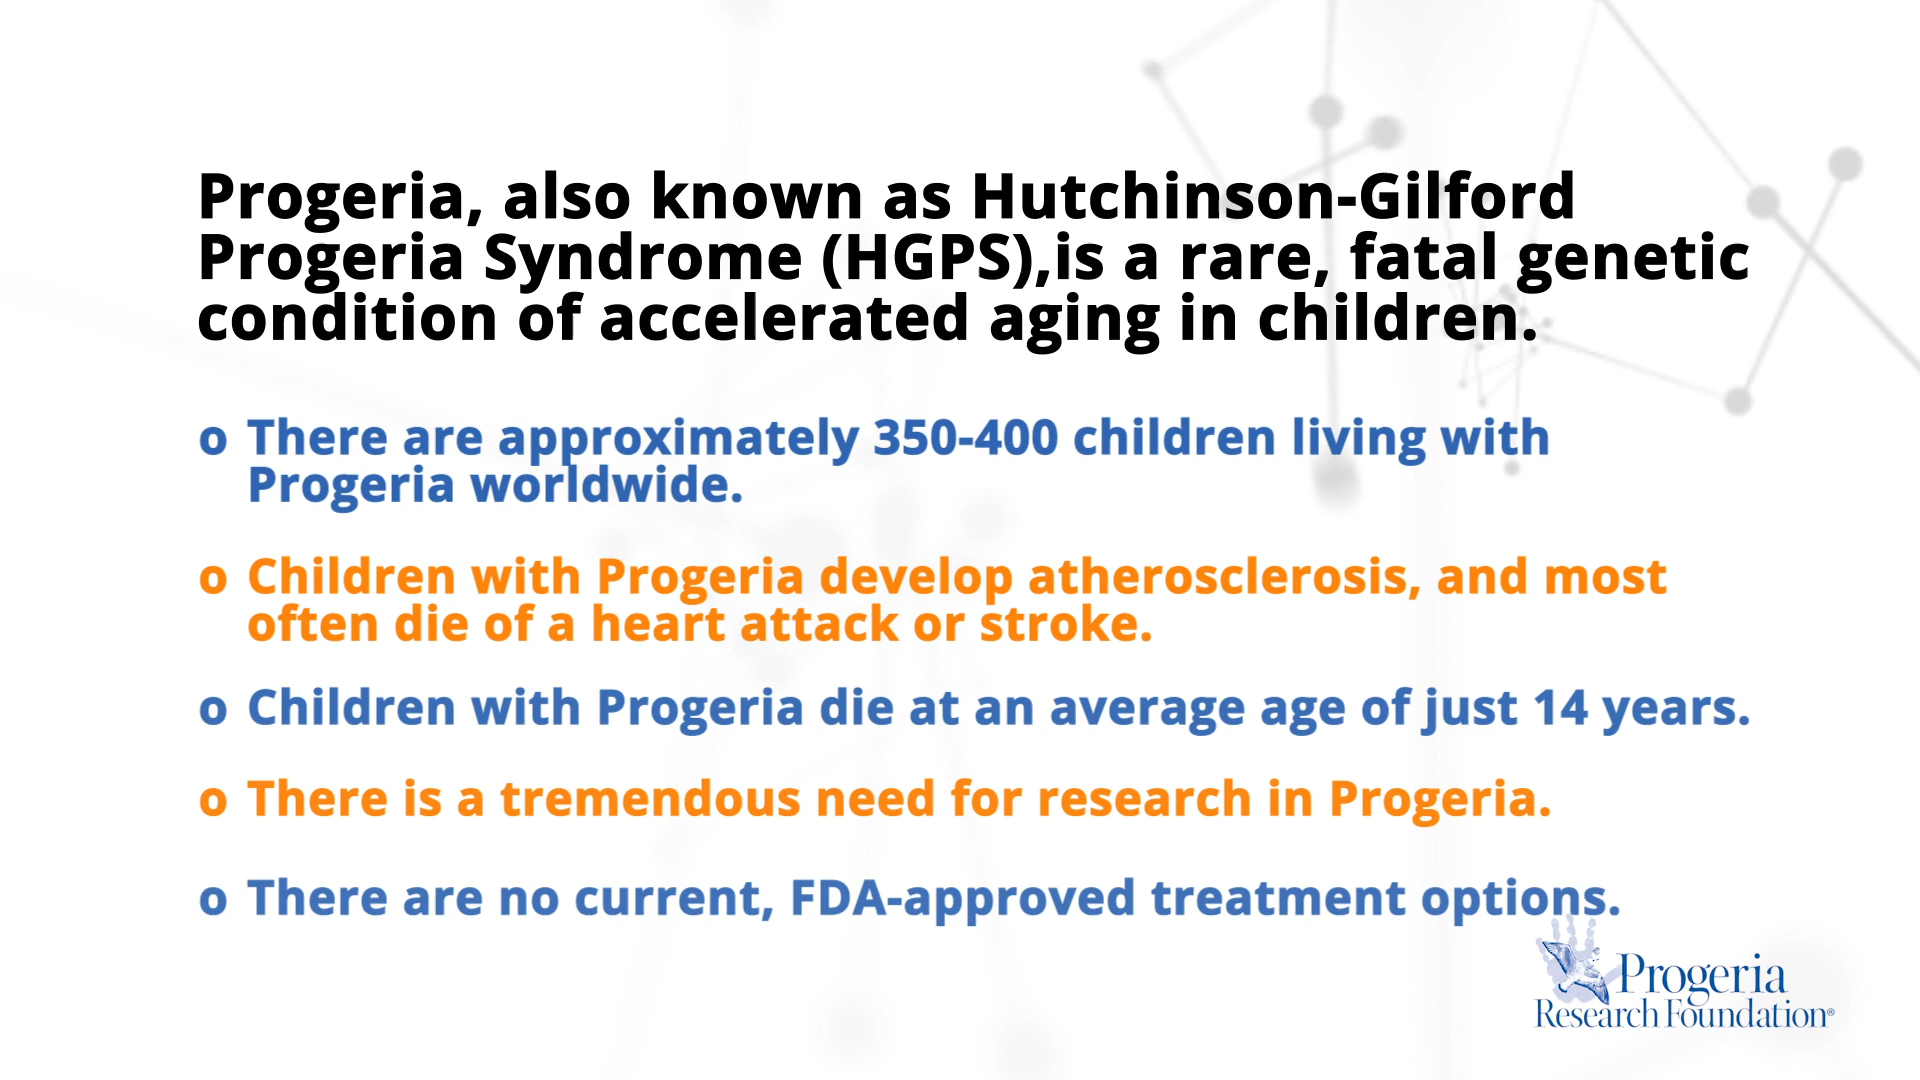 Progeria, also known as Hutchinson-Gilford
Progeria Syndrome (HGPS),is a rare, fatal genetic
condition of accelerated aging in children.
o There are approximately 350-400 children living with
Progeria worldwide.
o Children with Progeria develop atherosclerosis, and most
often die of a heart attack or stroke.
o Children with Progeria die at an average age of just 14 years.
o There is a tremendous need for research in Progeria.
o There are no current, FDA-approved treatment options.
Progeria
Research Foundation®